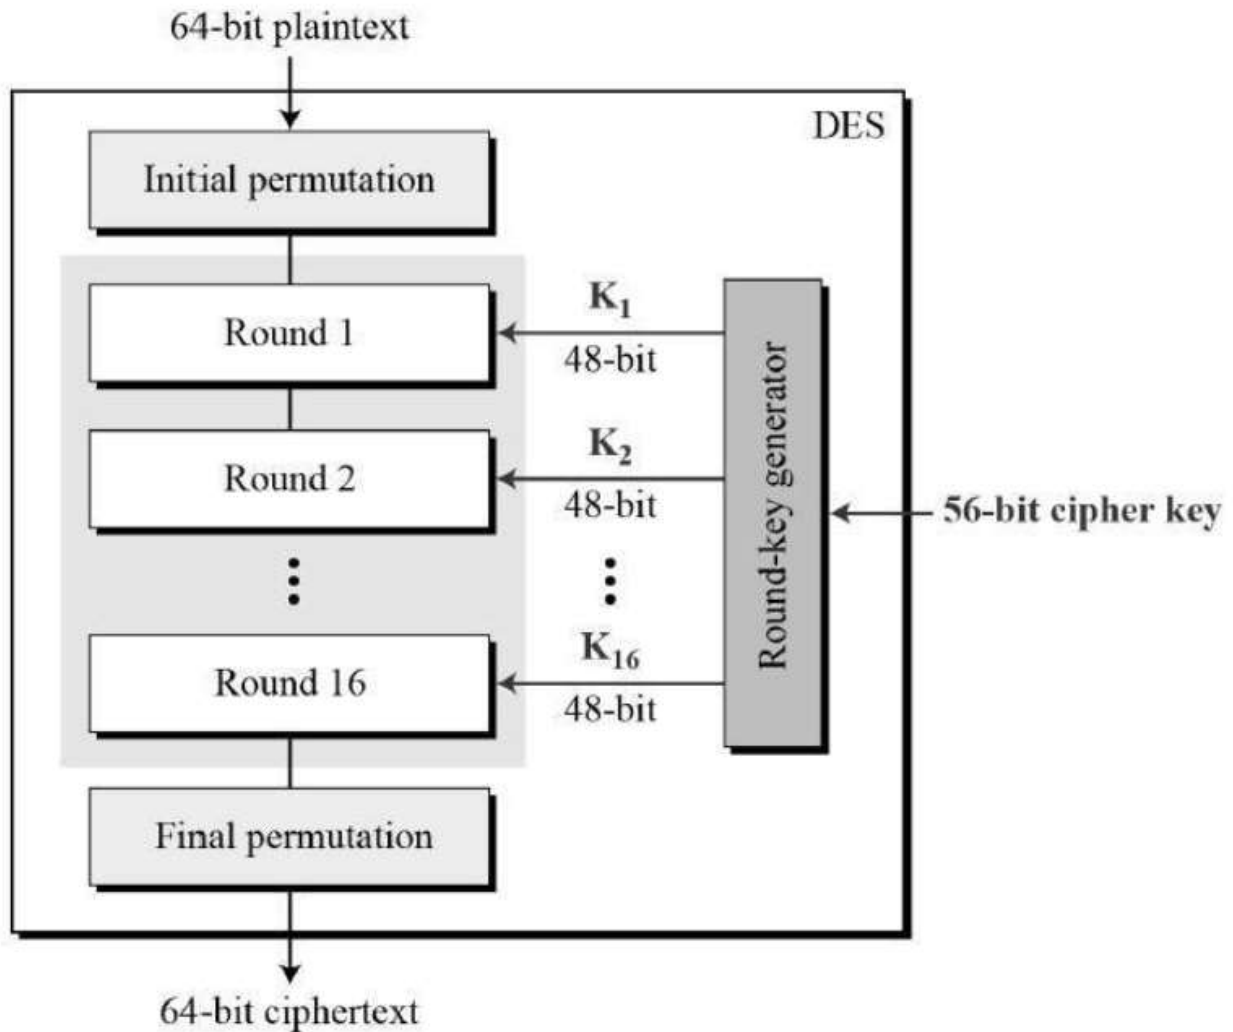 64-bit plaintext
DES
Initial permutation
K₁
Round 1
48-bit
K₂
Round 2
48-bit
Round-key generator
56-bit cipher key
K₁₆
Round 16
48-bit
Final permutation
64-bit ciphertext